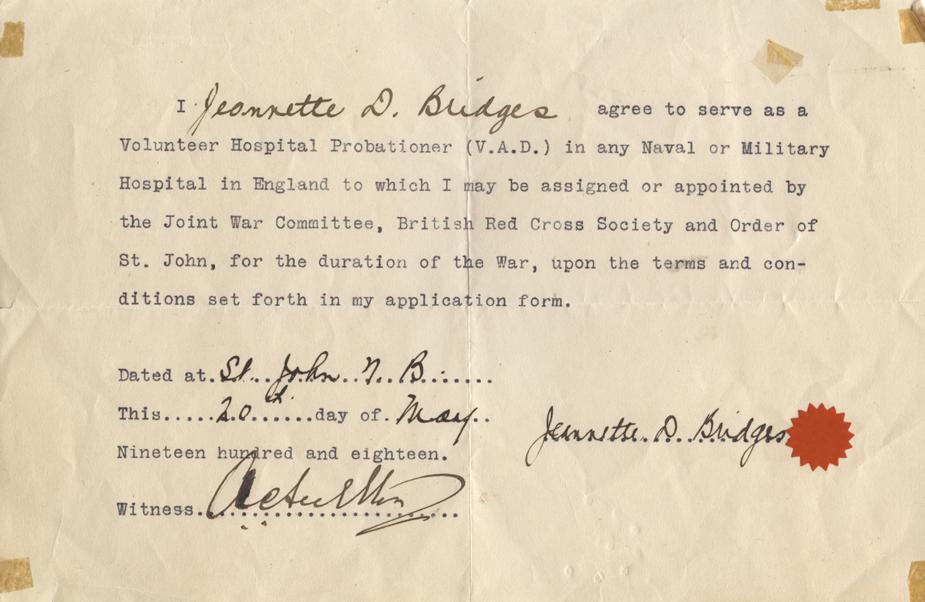 I Jeannette D. Bridges agree to serve as a
Volunteer Hospital Probationer (V.A.D.) in any Naval or Military
Hospital in England to which I may be assigned or appointed by
the Joint War Committee, British Red Cross Society and Order of
St. John, for the duration of the War, upon the terms and con-
ditions set forth in my application form.
Dated at.St...John..N..B.......
This.....20th......day of.May..
Jeannette. D. Bridges
Nineteen hundred and eighteen.
Witness.